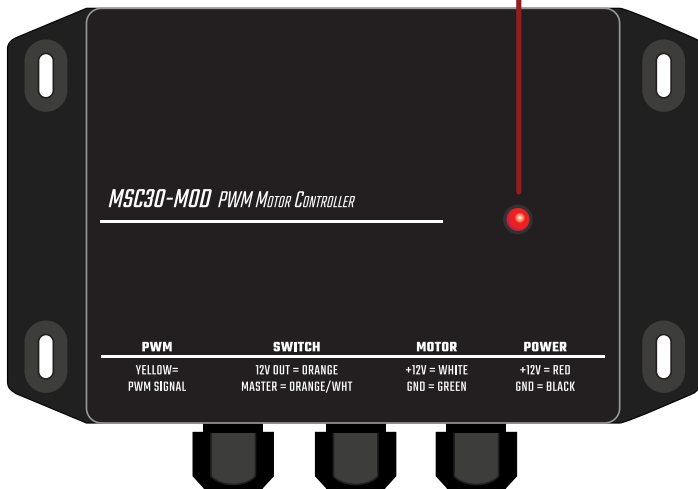 MSC30-MOD PWM MOTOR CONTROLLER
PWM SWITCH MOTOR POWER
YELLOW= 12V OUT = ORANGE +12V = WHITE +12V = RED
PWM SIGNAL MASTER = ORANGE/WHT GND = GREEN GND = BLACK